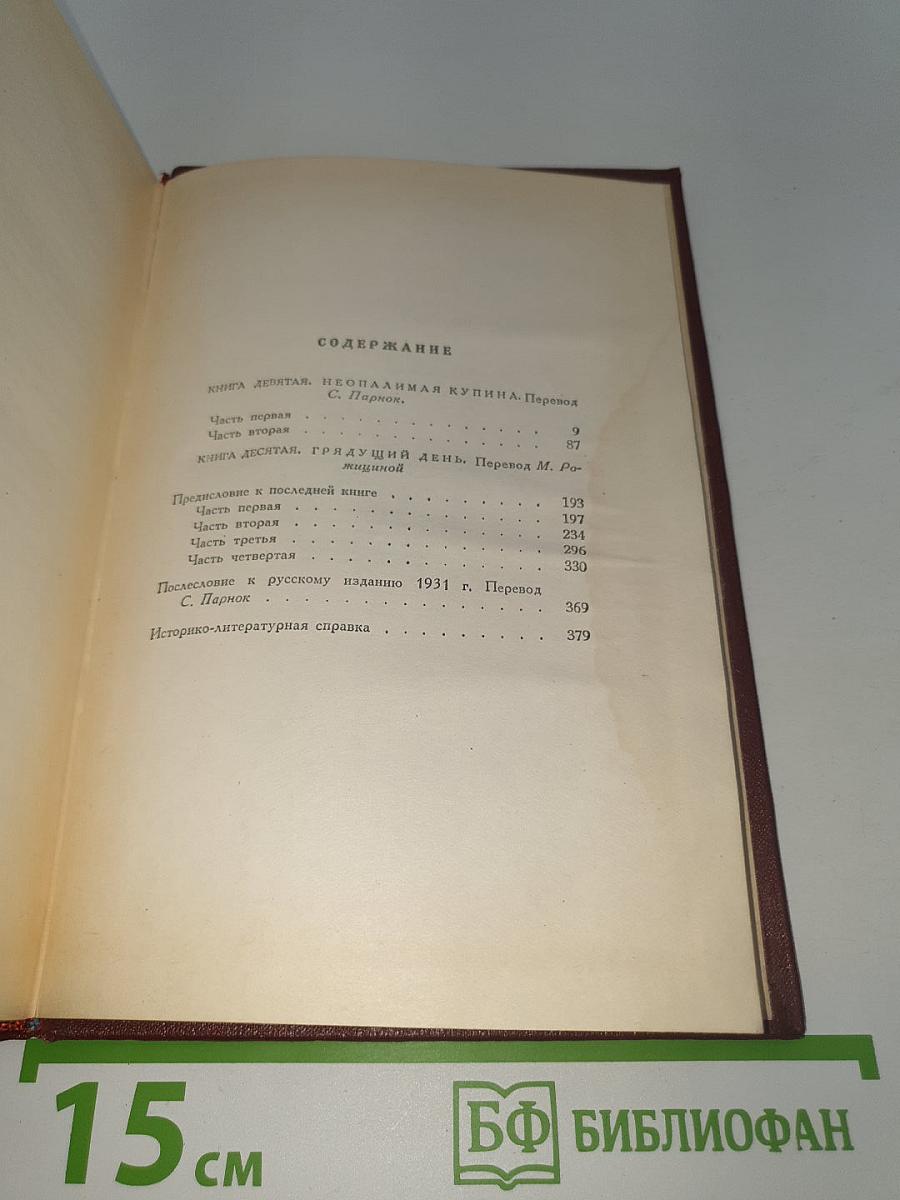 СОДЕРЖАНИЕ
КНИГА ДЕВЯТАЯ. НЕОПАЛИМАЯ КУПИНА. Перевод
С. Парнок.
Часть первая . . . . . . . . . . . . . . 9
Часть вторая . . . . . . . . . . . . . . 87
КНИГА ДЕСЯТАЯ. ГРЯДУЩИЙ ДЕНЬ. Перевод М. Ро-
жициной
Предисловие к последней книге . . . . . . . . . 193
Часть первая . . . . . . . . . . . . . . 197
Часть вторая . . . . . . . . . . . . . . 234
Часть третья . . . . . . . . . . . . . . 296
Часть четвертая . . . . . . . . . . . . . 330
Послесловие к русскому изданию 1931 г. Перевод
С. Парнок . . . . . . . . . . . . . . . 369
Историко-литературная справка . . . . . . . . . 379
15 см
БФ БИБЛИОФАН